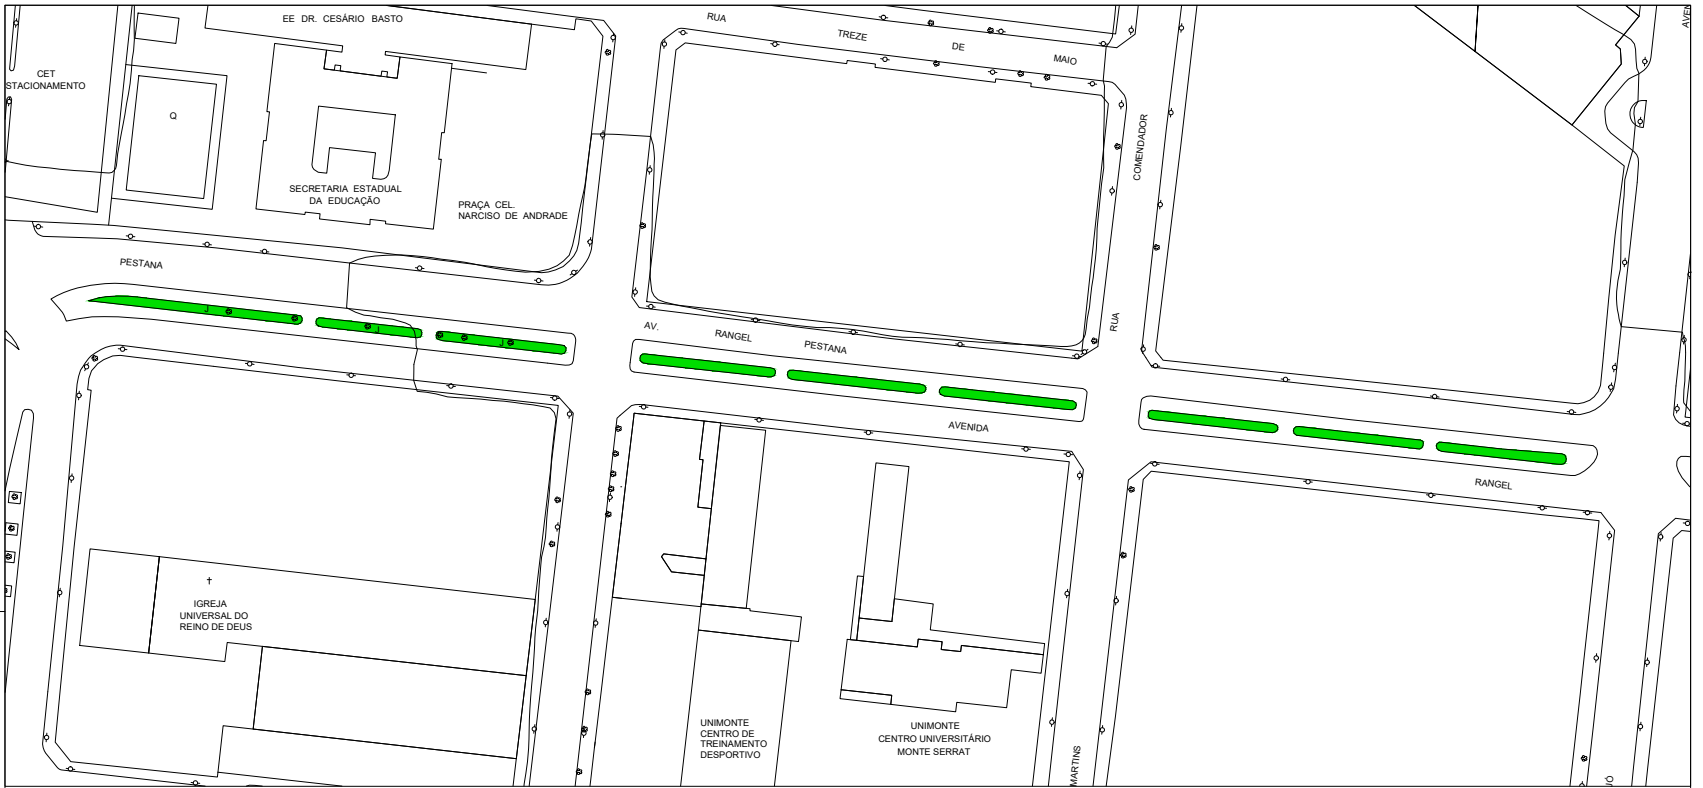 EE DR. CESÁRIO BASTO
RUA
TREZE
DE
MAIO
CET
STACIONAMENTO
Q
SECRETARIA ESTADUAL
DA EDUCAÇÃO
PRAÇA CEL.
NARCISO DE ANDRADE
COMENDADOR
AVEN
PESTANA
J
J
J
AV.
RANGEL
PESTANA
RUA
AVENIDA
RANGEL
IGREJA
UNIVERSAL DO
REINO DE DEUS
UNIMONTE
CENTRO DE
TREINAMENTO
DESPORTIVO
UNIMONTE
CENTRO UNIVERSITÁRIO
MONTE SERRAT
MARTINS